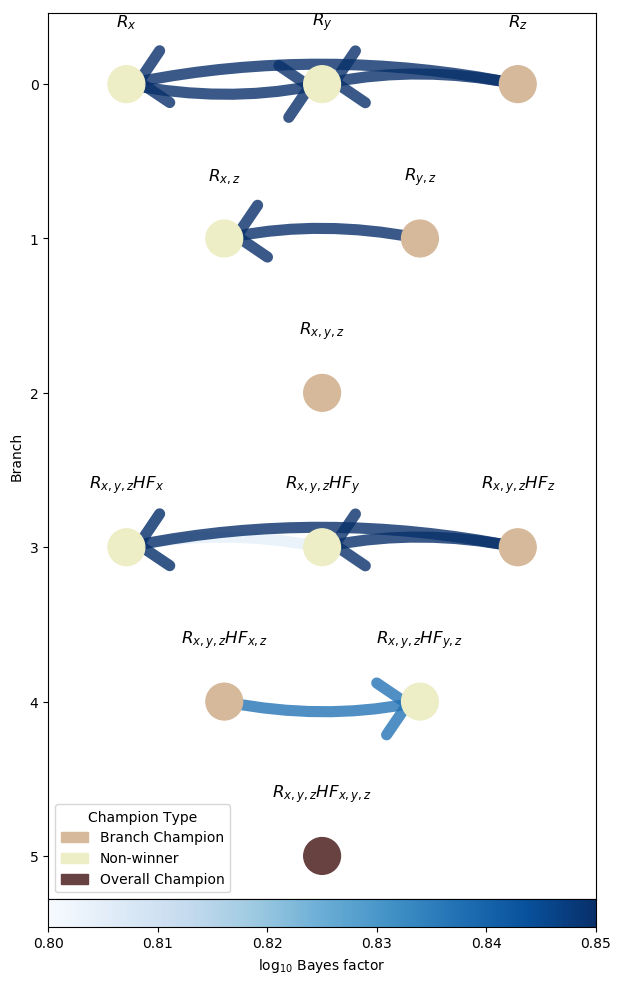 R_x R_y R_z
0
R_{x,z} R_{y,z}
1
R_{x,y,z}
2
Branch
R_{x,y,z}HF_x R_{x,y,z}HF_y R_{x,y,z}HF_z
3
R_{x,y,z}HF_{x,z} R_{x,y,z}HF_{y,z}
4
R_{x,y,z}HF_{x,y,z}
Champion Type
Branch Champion
Non-winner
Overall Champion
5
0.80 0.81 0.82 0.83 0.84 0.85
log_{10} Bayes factor